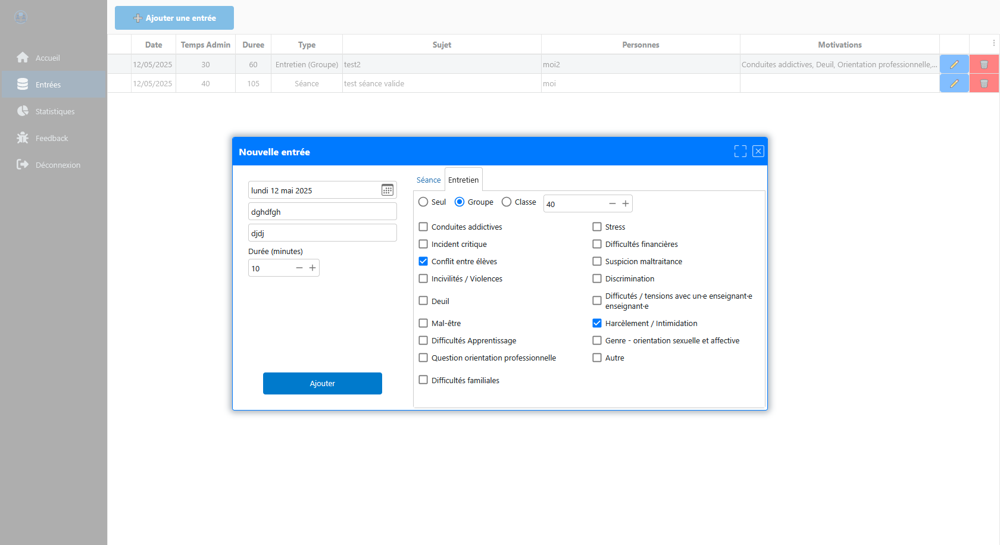 Ajouter une entrée
Accueil
Entrées
Statistiques
Feedback
Déconnexion
Date Temps Admin Duree Type Sujet Personnes Motivations
12/05/2025 30 60 Entretien (Groupe) test2 moi2 Conduites addictives, Deuil, Orientation professionnelle,...
12/05/2025 40 105 Séance test séance valide moi
Nouvelle entrée
lundi 12 mai 2025
dghdfgh
djdj
Durée (minutes)
10
Ajouter
Séance Entretien
Seul Groupe Classe 40
Conduites addictives
Incident critique
Conflit entre élèves
Incivilités / Violences
Deuil
Mal-être
Difficultés Apprentissage
Question orientation professionnelle
Difficultés familiales
Stress
Difficultés financières
Suspicion maltraitance
Discrimination
Difficutés / tensions avec un·e enseignant·e
enseignant·e
Harcèlement / Intimidation
Genre - orientation sexuelle et affective
Autre